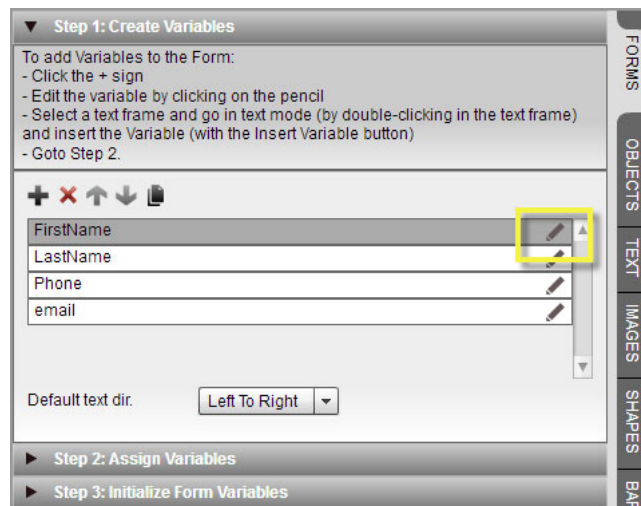 Step 1: Create Variables
To add Variables to the Form:
- Click the + sign
- Edit the variable by clicking on the pencil
- Select a text frame and go in text mode (by double-clicking in the text frame)
and insert the Variable (with the Insert Variable button)
- Goto Step 2.
FirstName
LastName
Phone
email
Default text dir.
Left To Right
Step 2: Assign Variables
Step 3: Initialize Form Variables
FORMS
OBJECTS
TEXT
IMAGES
SHAPES